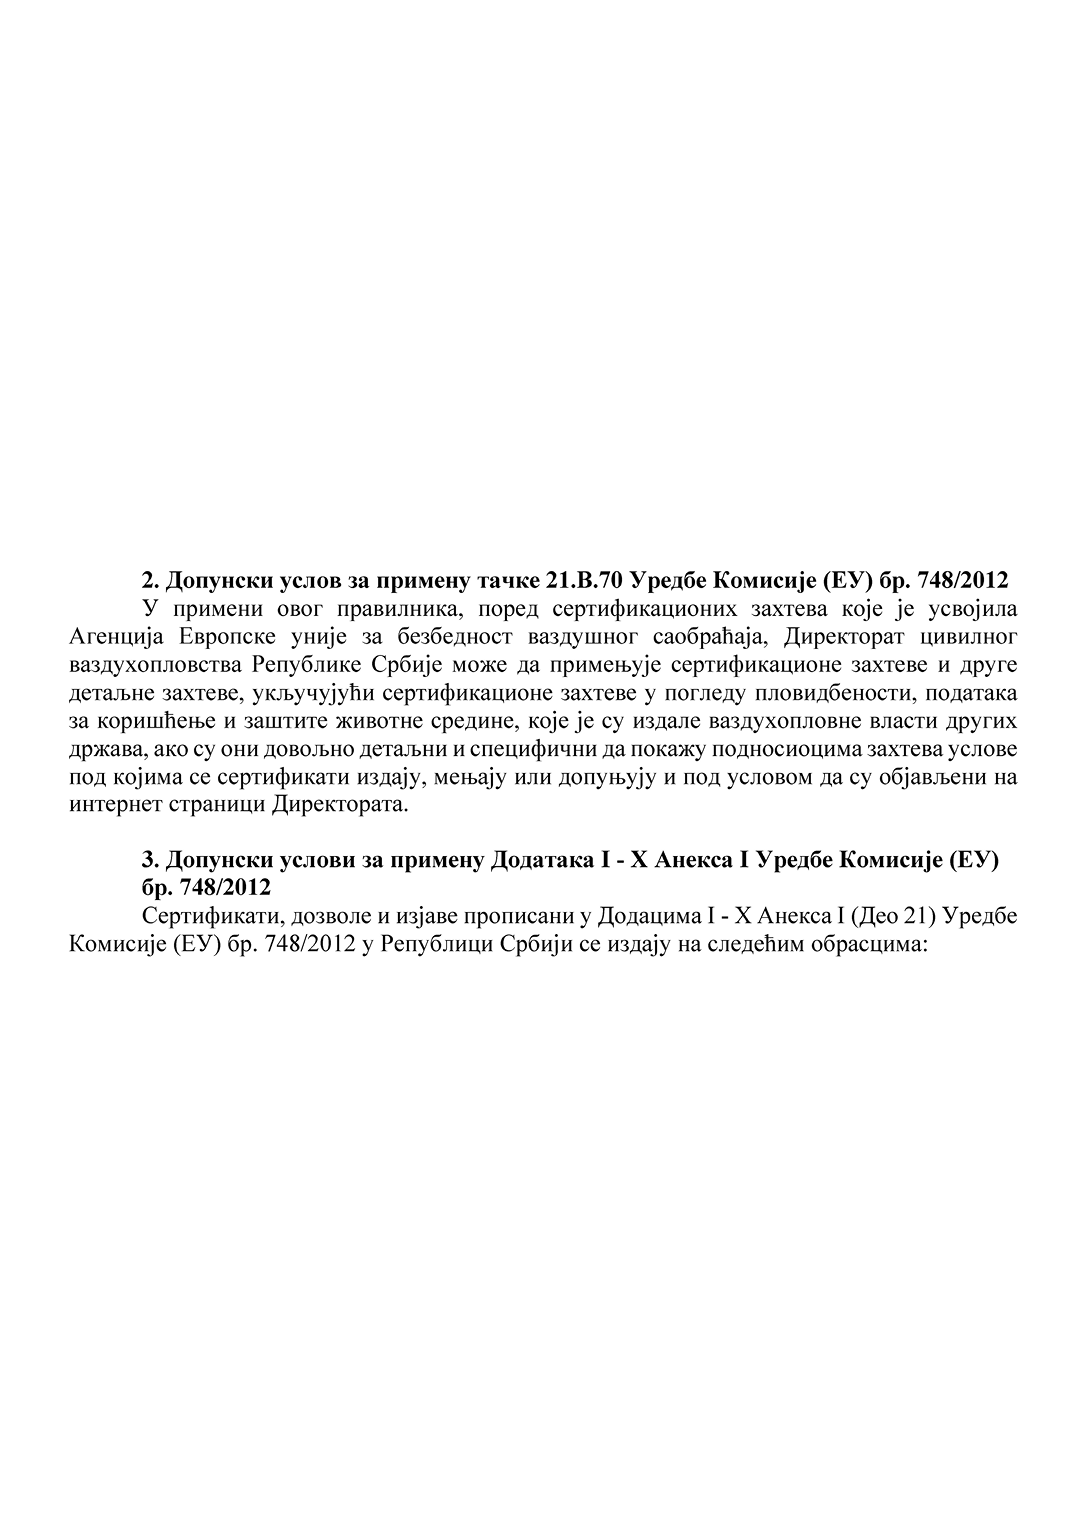 2. Допунски услов за примену тачке 21.B.70 Уредбе Комисије (ЕУ) бр. 748/2012
У примени овог правилника, поред сертификационих захтева које је усвојила
Агенција Европске уније за безбедност ваздушног саобраћаја, Директорат цивилног
ваздухопловства Републике Србије може да примењује сертификационе захтеве и друге
детаљне захтеве, укључујући сертификационе захтеве у погледу пловидбености, података
за коришћење и заштите животне средине, које је су издале ваздухопловне власти других
држава, ако су они довољно детаљни и специфични да покажу подносиоцима захтева услове
под којима се сертификати издају, мењају или допуњују и под условом да су објављени на
интернет страници Директората.
3. Допунски услови за примену Додатака I - X Анекса I Уредбе Комисије (ЕУ)
бр. 748/2012
Сертификати, дозволе и изјаве прописани у Додацима I - X Анекса I (Део 21) Уредбе
Комисије (ЕУ) бр. 748/2012 у Републици Србији се издају на следећим обрасцима: